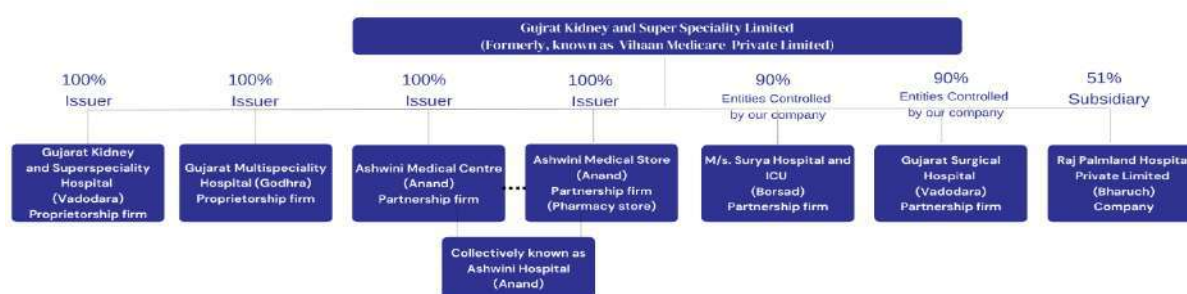 Gujrat Kidney and Super Speciality Limited
(Formerly, known as Vihaan Medicare Private Limited)
100%
Issuer
100%
Issuer
100%
Issuer
100%
Issuer
90%
Entities Controlled
by our company
90%
Entities Controlled
by our company
51%
Subsidiary
Gujarat Kidney
and Superspeciality
Hospital
(Vadodara)
Proprietorship firm
Gujarat Multispeciality
Hospital (Godhra)
Proprietorship firm
Ashwini Medical Centre
(Anand)
Partnership firm
Ashwini Medical Store
(Anand)
Partnership firm
(Pharmacy store)
M/s. Surya Hospital and
ICU
(Borsad)
Partnership firm
Gujarat Surgical
Hospital
(Vadodara)
Partnership firm
Raj Palmland Hospital
Private Limited
(Bharuch)
Company
Collectively known as
Ashwini Hospital
(Anand)